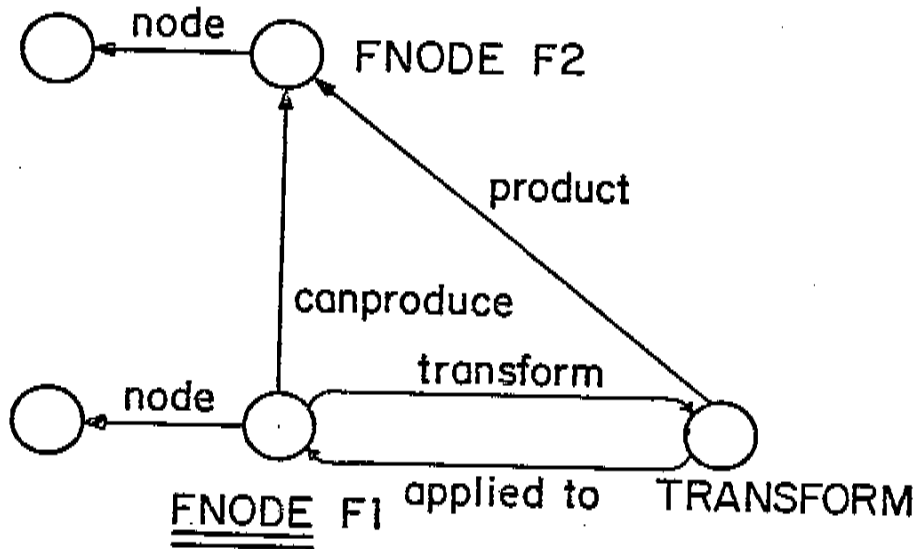 node
FNODE F2
product
canproduce
transform
node
applied to
FNODE F1
TRANSFORM